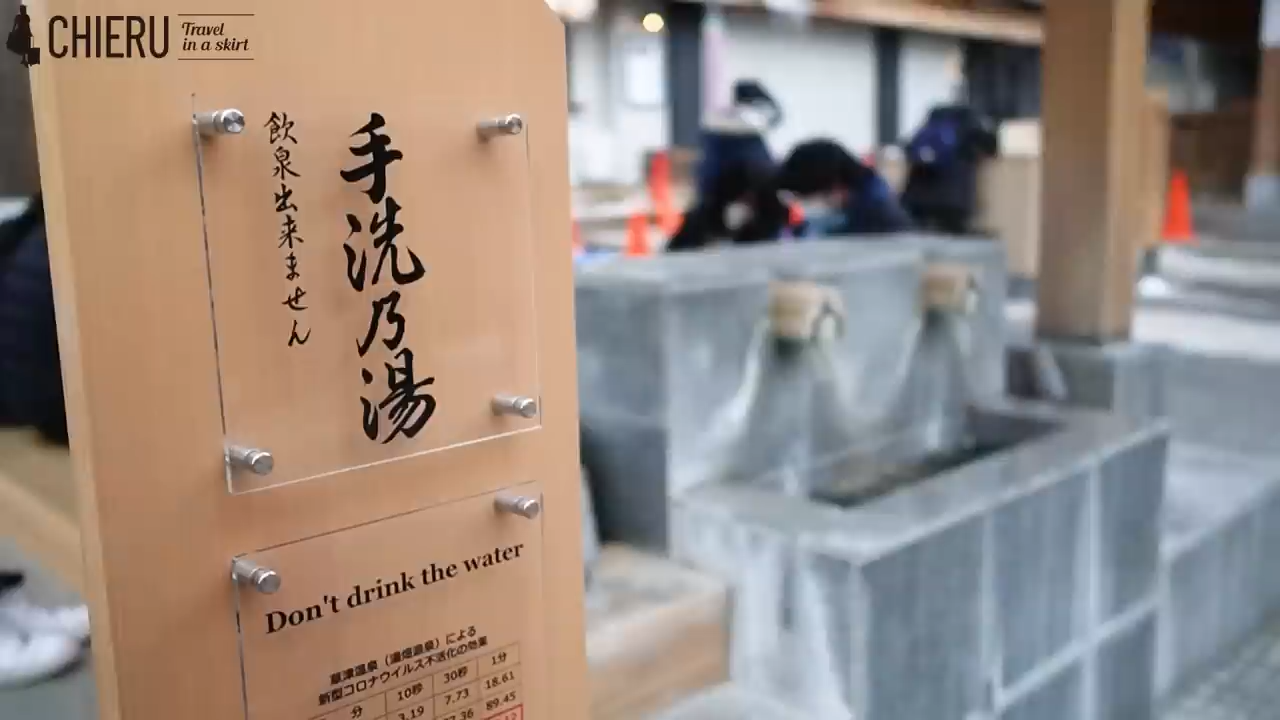 CHIERU
Travel
in a skirt
手洗乃湯
飲泉出来ません
Don't drink the water
草津温泉（湯畑温泉）による
新型コロナウイルス不活化の効果
分 10秒 30秒 1分
3.19 7.73 18.61
89.45